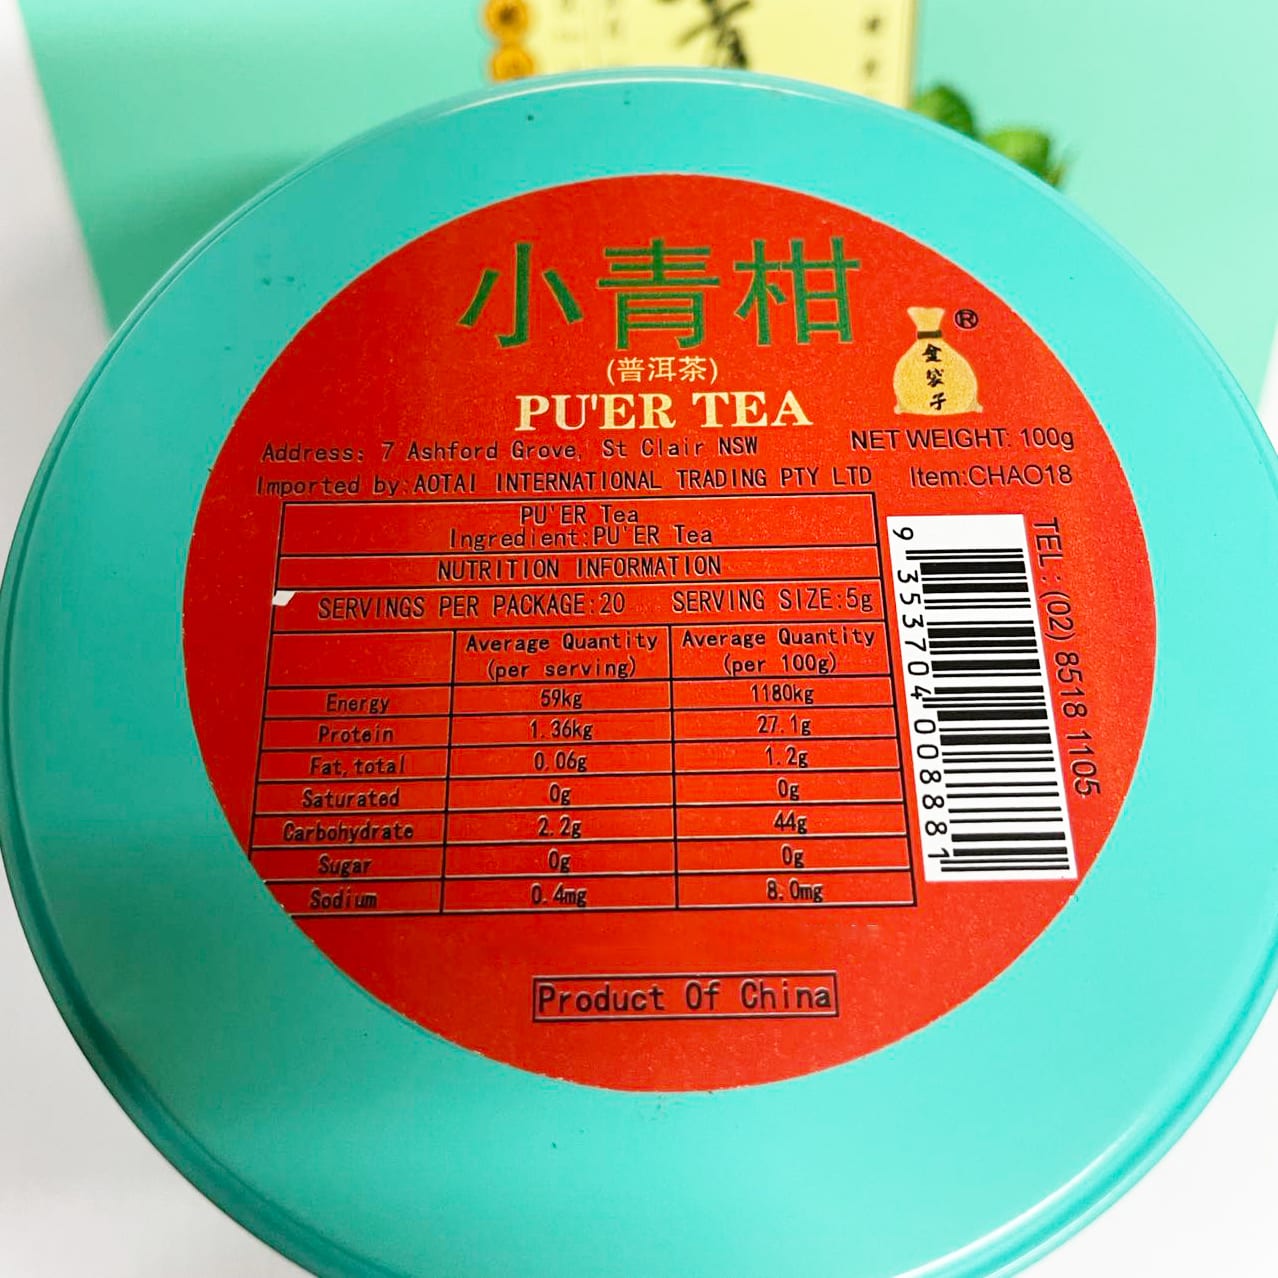 小青柑
(普洱茶)
PU'ER TEA
金袋子
®
Address: 7 Ashford Grove, St Clair NSW
NET WEIGHT: 100g
Imported by:AOTAI INTERNATIONAL TRADING PTY LTD
Item:CHAO18
PU'ER Tea
Ingredient:PU'ER Tea
NUTRITION INFORMATION
SERVINGS PER PACKAGE:20 SERVING SIZE:5g
Average Quantity (per serving) Average Quantity (per 100g)
Energy 59kg 1180kg
Protein 1.36kg 27.1g
Fat,total 0.06g 1.2g
Saturated 0g 0g
Carbohydrate 2.2g 44g
Sugar 0g 0g
Sodium 0.4mg 8.0mg
9 353704 008881
TEL:(02) 8518 1105
Product Of China